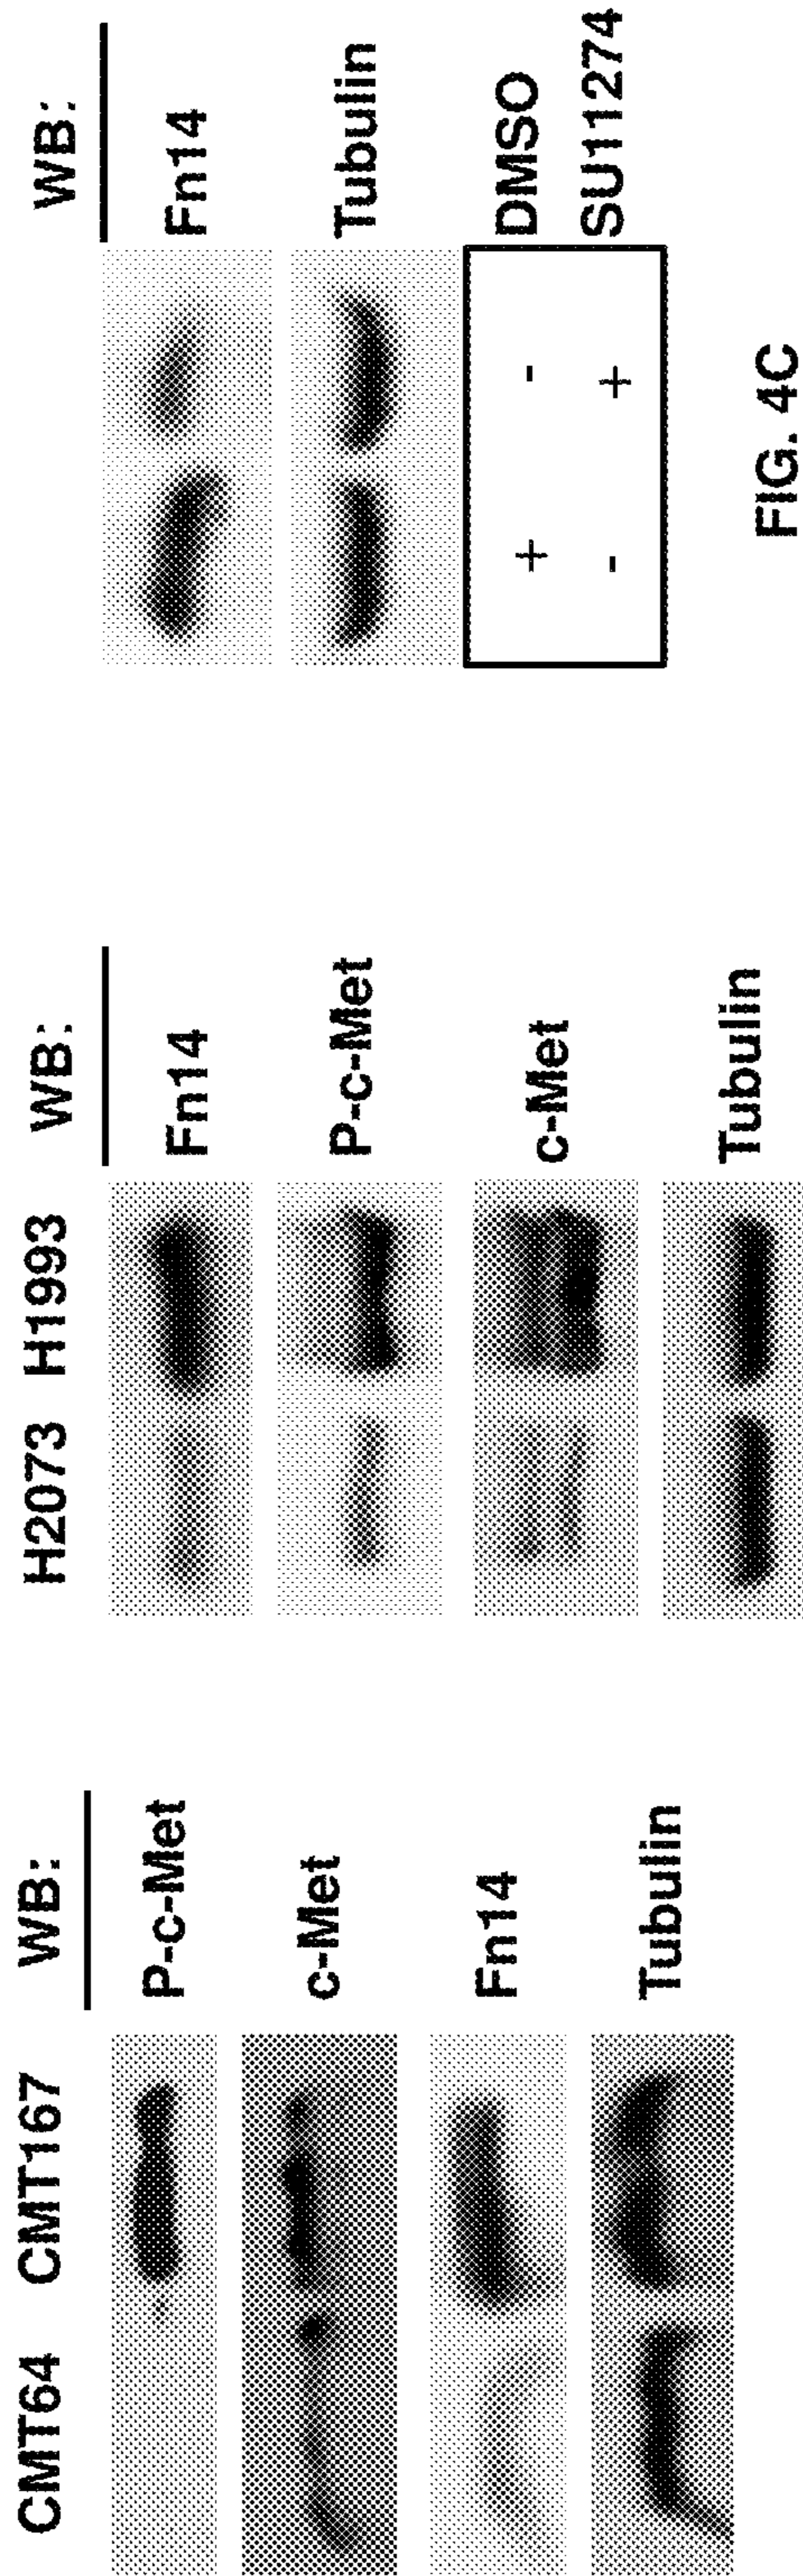 CMT64 CMT167 WB:
P-c-Met
c-Met
Fn14
Tubulin
H2073 H1993 WB:
Fn14
P-c-Met
c-Met
Tubulin
WB:
Fn14
Tubulin
+ - DMSO
- + SU11274
FIG. 4C